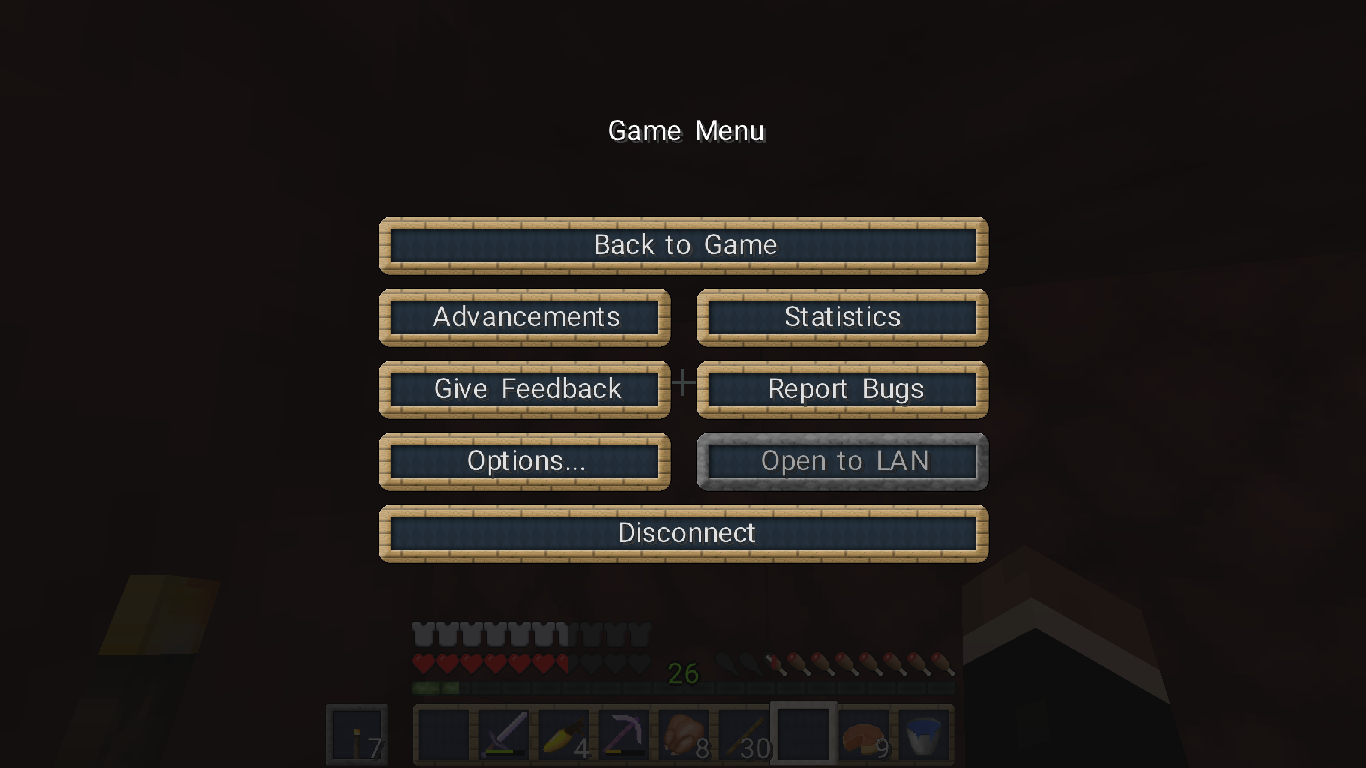 Game Menu
Back to Game
Advancements
Statistics
Give Feedback
Report Bugs
Options...
Open to LAN
Disconnect
26
7
4
8
30
9